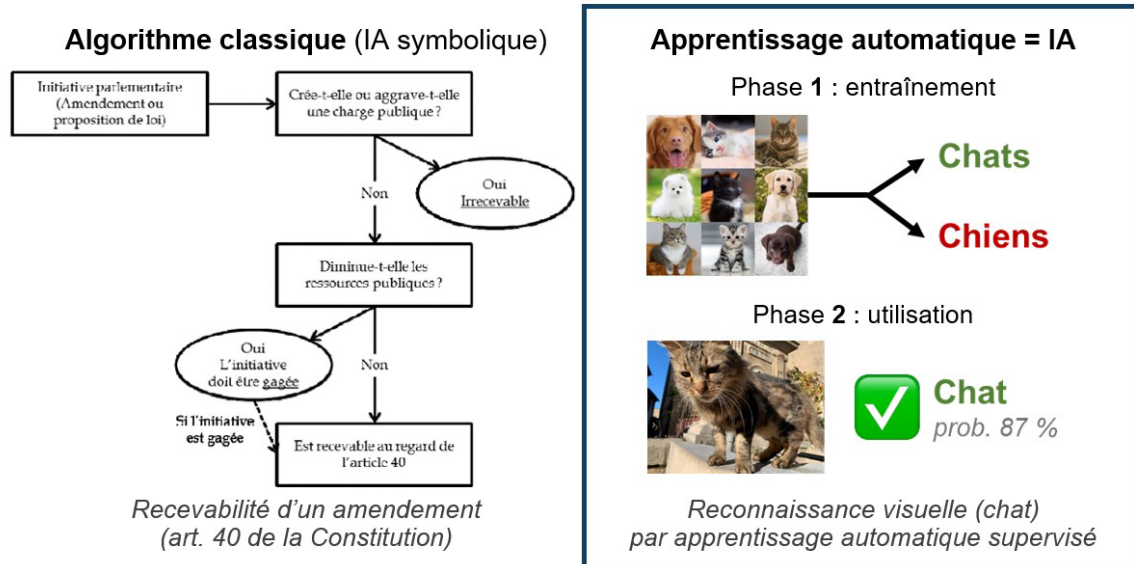 Algorithme classique (IA symbolique)
Initiative parlementaire
(Amendement ou
proposition de loi)
Crée-t-elle ou aggrave-t-elle
une charge publique ?
Oui
Irrecevable
Non
Diminue-t-elle les
ressources publiques ?
Oui
L'initiative
doit être gagée
Non
Si l'initiative
est gagée
Est recevable au regard de
l'article 40
Recevabilité d'un amendement
(art. 40 de la Constitution)
Apprentissage automatique = IA
Phase 1 : entraînement
Chats
Chiens
Phase 2 : utilisation
Chat
prob. 87 %
Reconnaissance visuelle (chat)
par apprentissage automatique supervisé